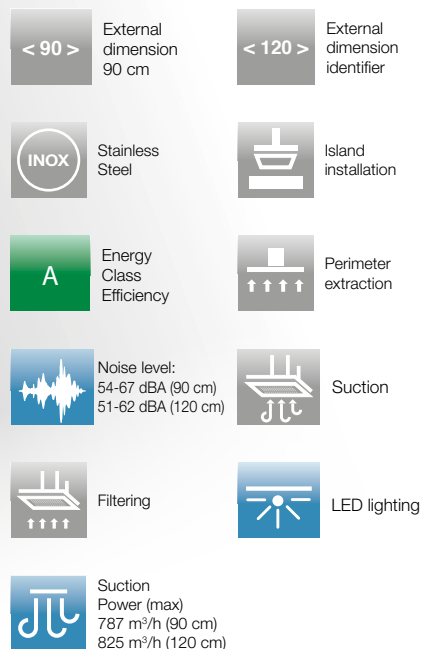 < 90 >
External
dimension
90 cm
< 120 >
External
dimension
identifier
INOX
Stainless
Steel
Island
installation
A
Energy
Class
Efficiency
Perimeter
extraction
Noise level:
54-67 dBA (90 cm)
51-62 dBA (120 cm)
Suction
Filtering
LED lighting
Suction
Power (max)
787 m³/h (90 cm)
825 m³/h (120 cm)